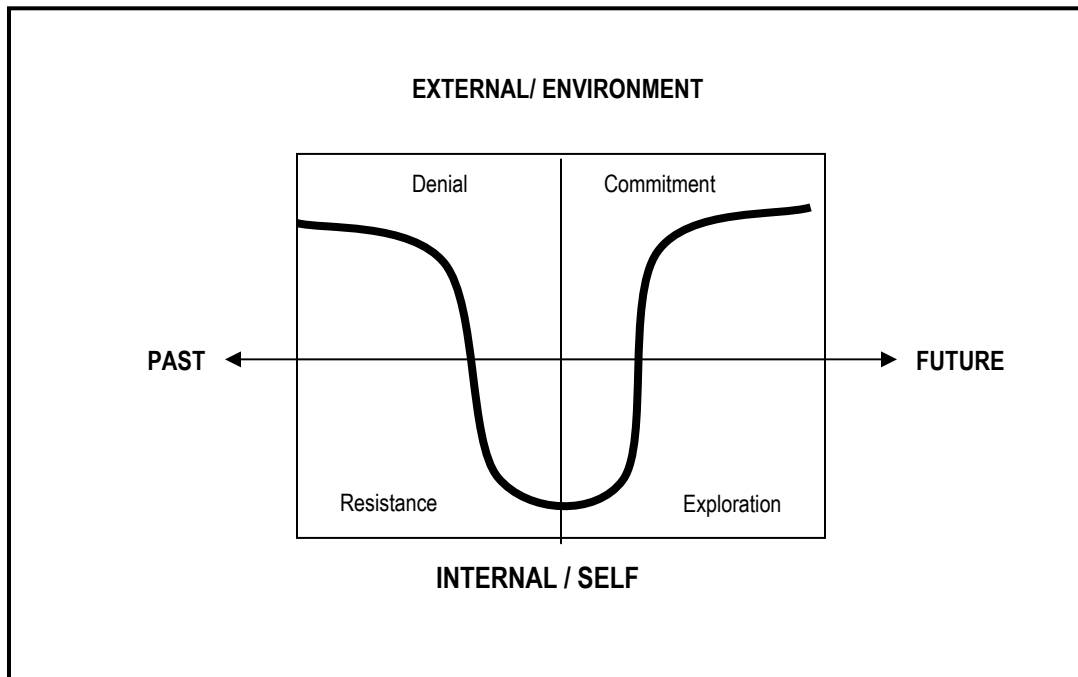 EXTERNAL/ ENVIRONMENT
Denial
Commitment
PAST
FUTURE
Resistance
Exploration
INTERNAL / SELF